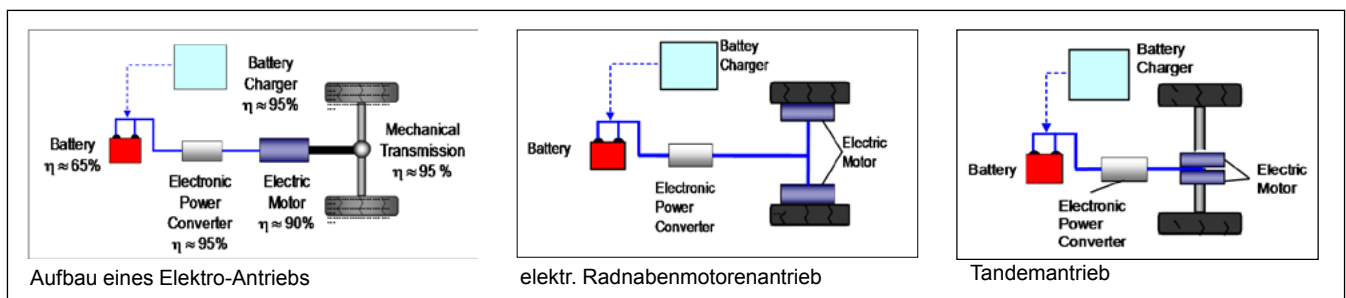 Battery
Charger
η ≈ 95%
Battery
η ≈ 65%
Mechanical
Transmission
η ≈ 95 %
Electronic
Power
Converter
η ≈ 95%
Electric
Motor
η ≈ 90%
Aufbau eines Elektro-Antriebs
Battey
Charger
Battery
Electric
Motor
Electronic
Power
Converter
elektr. Radnabenmotorenantrieb
Battery
Charger
Battery
Electric
Motor
Electronic
Power
Converter
Tandemantrieb